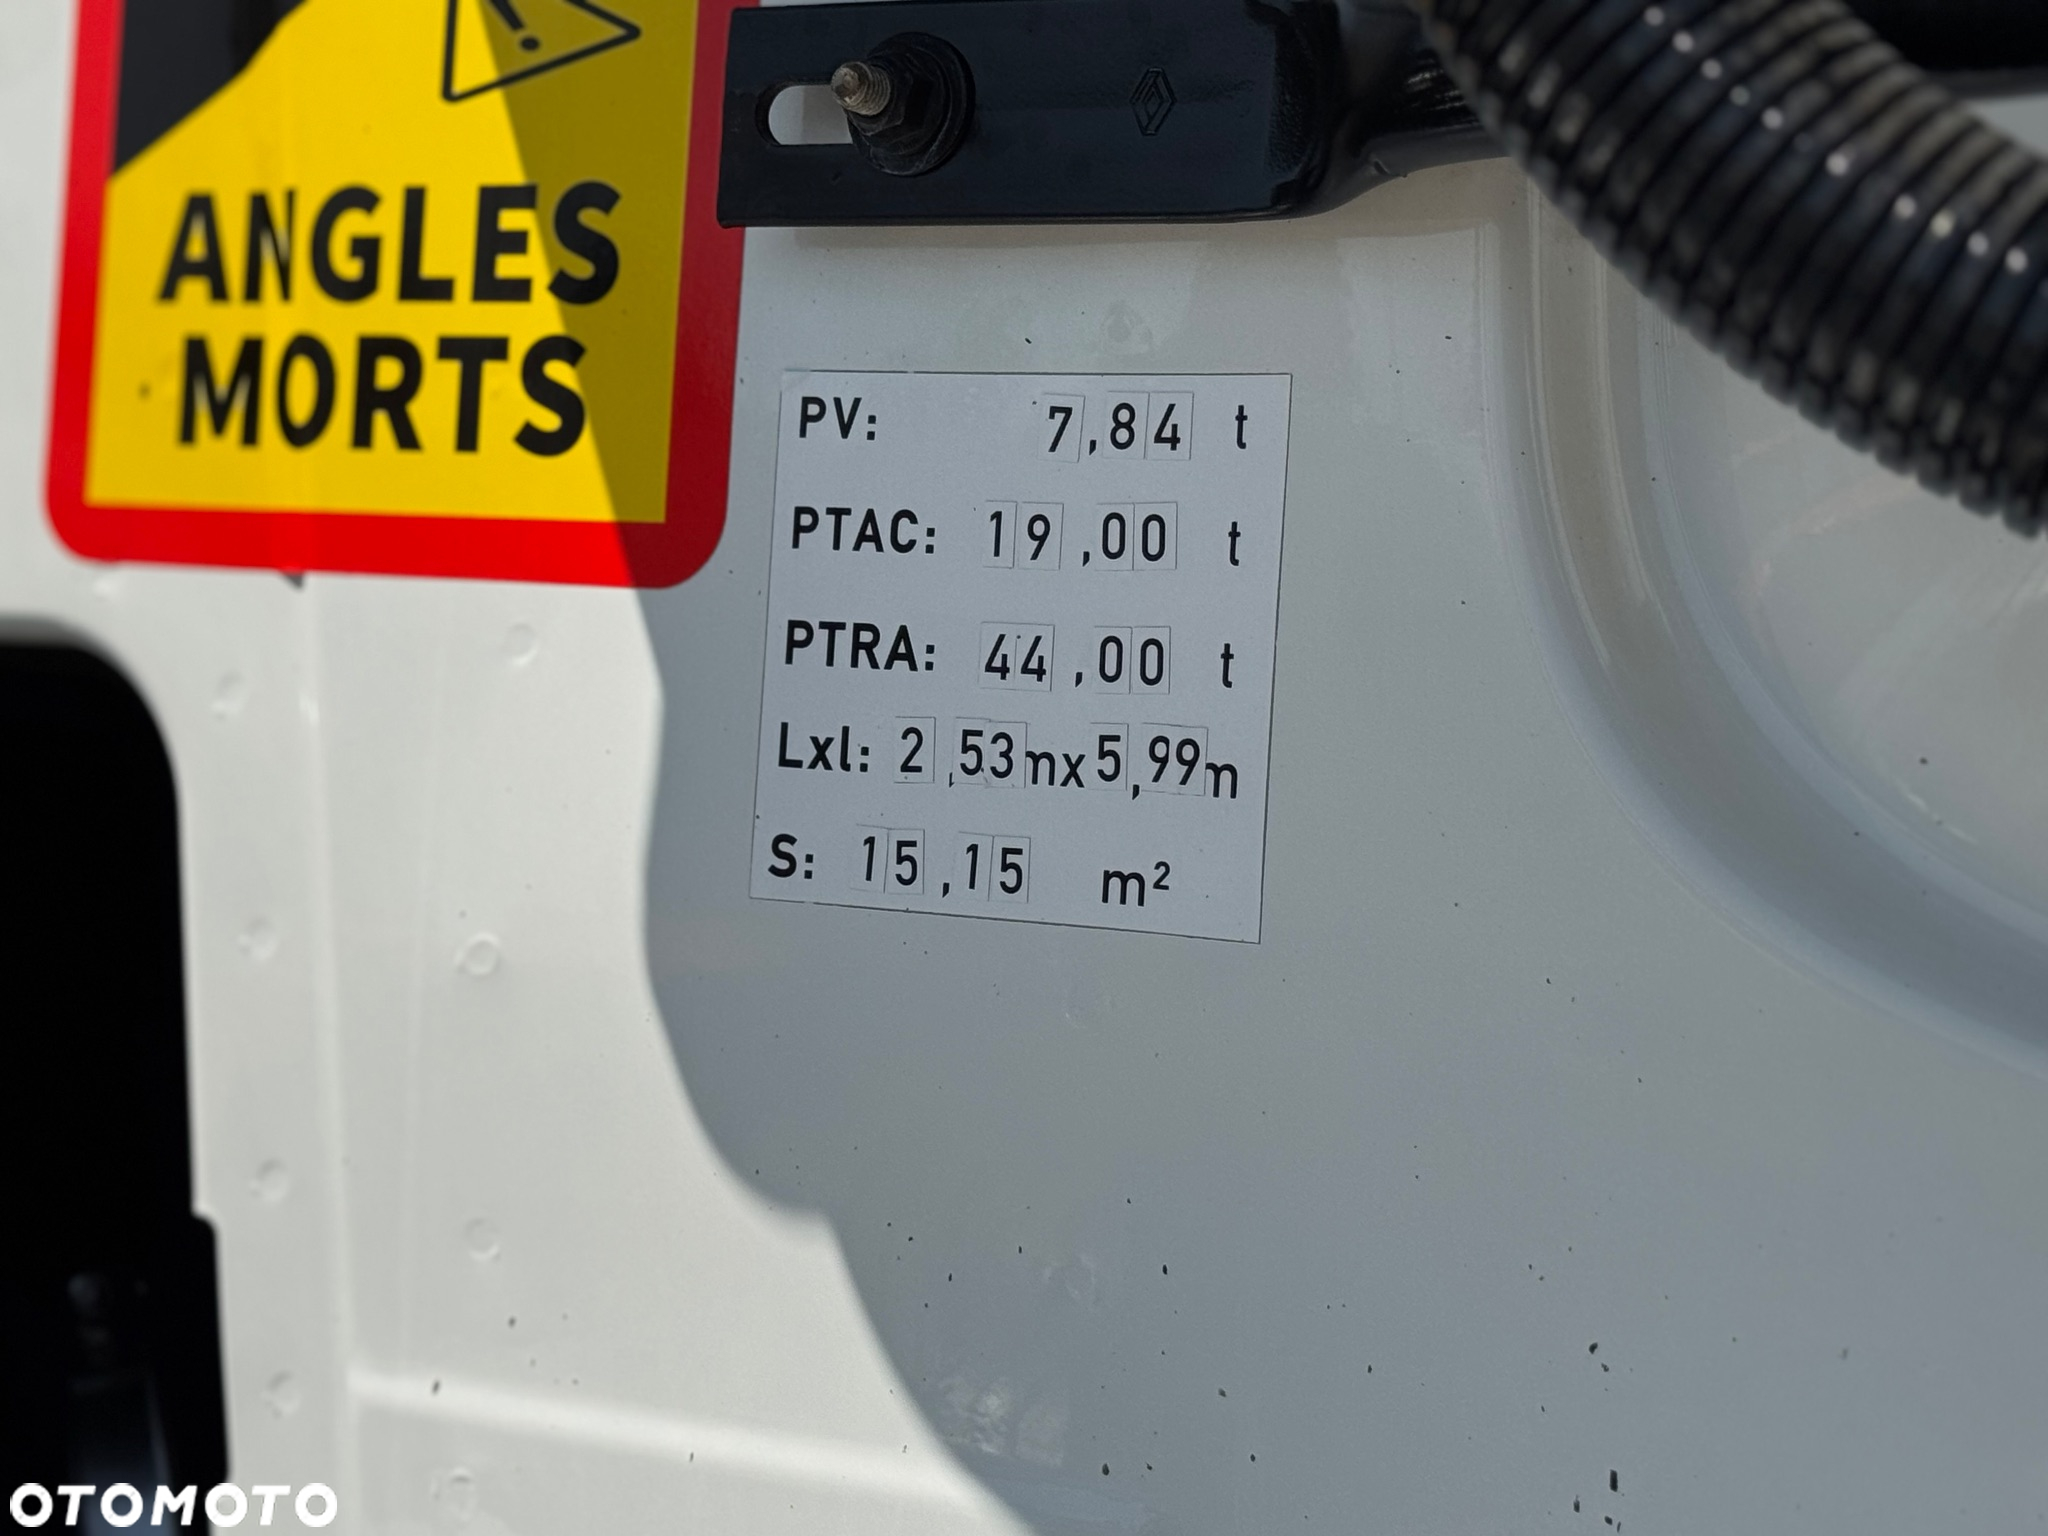 ANGLES
MORTS
PV: 7,84 t
PTAC: 19,00 t
PTRA: 44,00 t
Lxl: 2,53mx5,99m
S: 15,15 m²
OTOMOTO